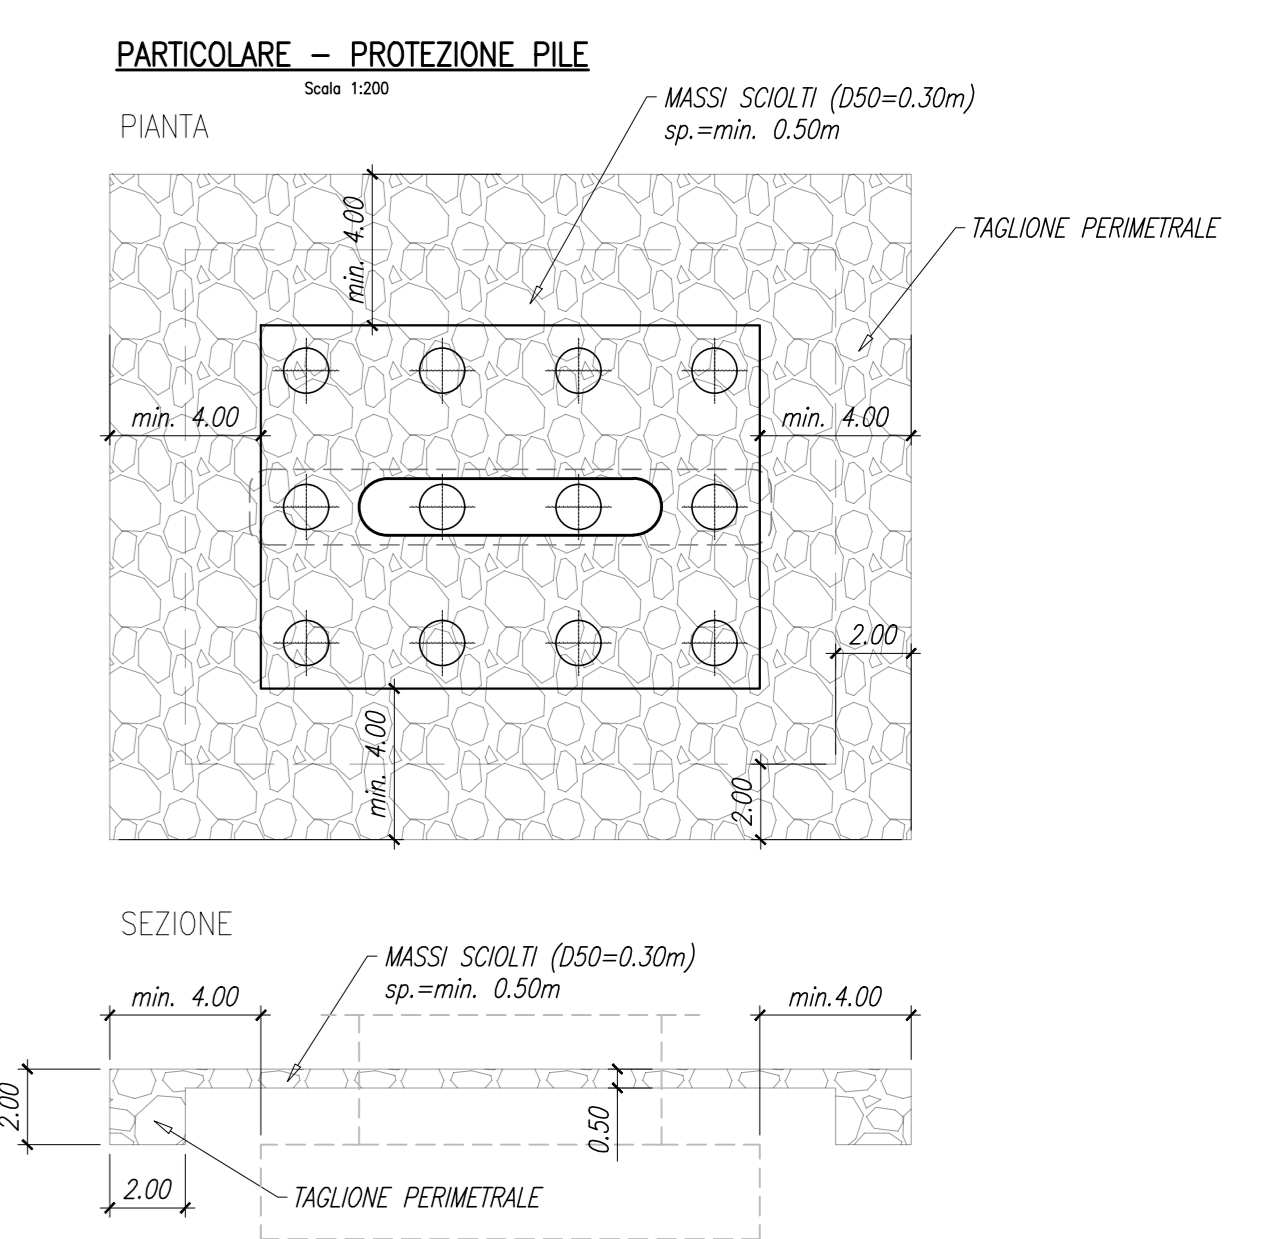 PARTICOLARE – PROTEZIONE PILE
Scala 1:200
PIANTA
MASSI SCIOLTI (D50=0.30m)
sp.=min. 0.50m
TAGLIONE PERIMETRALE
min. 4.00
min. 4.00
min. 4.00
2.00
min. 4.00
2.00
SEZIONE
MASSI SCIOLTI (D50=0.30m)
sp.=min. 0.50m
min. 4.00
min.4.00
2.00
0.50
2.00
TAGLIONE PERIMETRALE